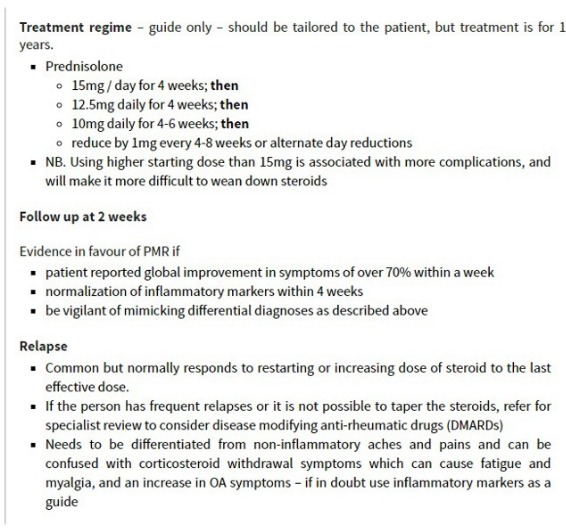 Treatment regime – guide only – should be tailored to the patient, but treatment is for 1
years.
▪ Prednisolone
○ 15mg / day for 4 weeks; then
○ 12.5mg daily for 4 weeks; then
○ 10mg daily for 4-6 weeks; then
○ reduce by 1mg every 4-8 weeks or alternate day reductions
▪ NB. Using higher starting dose than 15mg is associated with more complications, and
will make it more difficult to wean down steroids
Follow up at 2 weeks
Evidence in favour of PMR if
▪ patient reported global improvement in symptoms of over 70% within a week
▪ normalization of inflammatory markers within 4 weeks
▪ be vigilant of mimicking differential diagnoses as described above
Relapse
▪ Common but normally responds to restarting or increasing dose of steroid to the last
effective dose.
▪ If the person has frequent relapses or it is not possible to taper the steroids, refer for
specialist review to consider disease modifying anti-rheumatic drugs (DMARDs)
▪ Needs to be differentiated from non-inflammatory aches and pains and can be
confused with corticosteroid withdrawal symptoms which can cause fatigue and
myalgia, and an increase in OA symptoms – if in doubt use inflammatory markers as a
guide